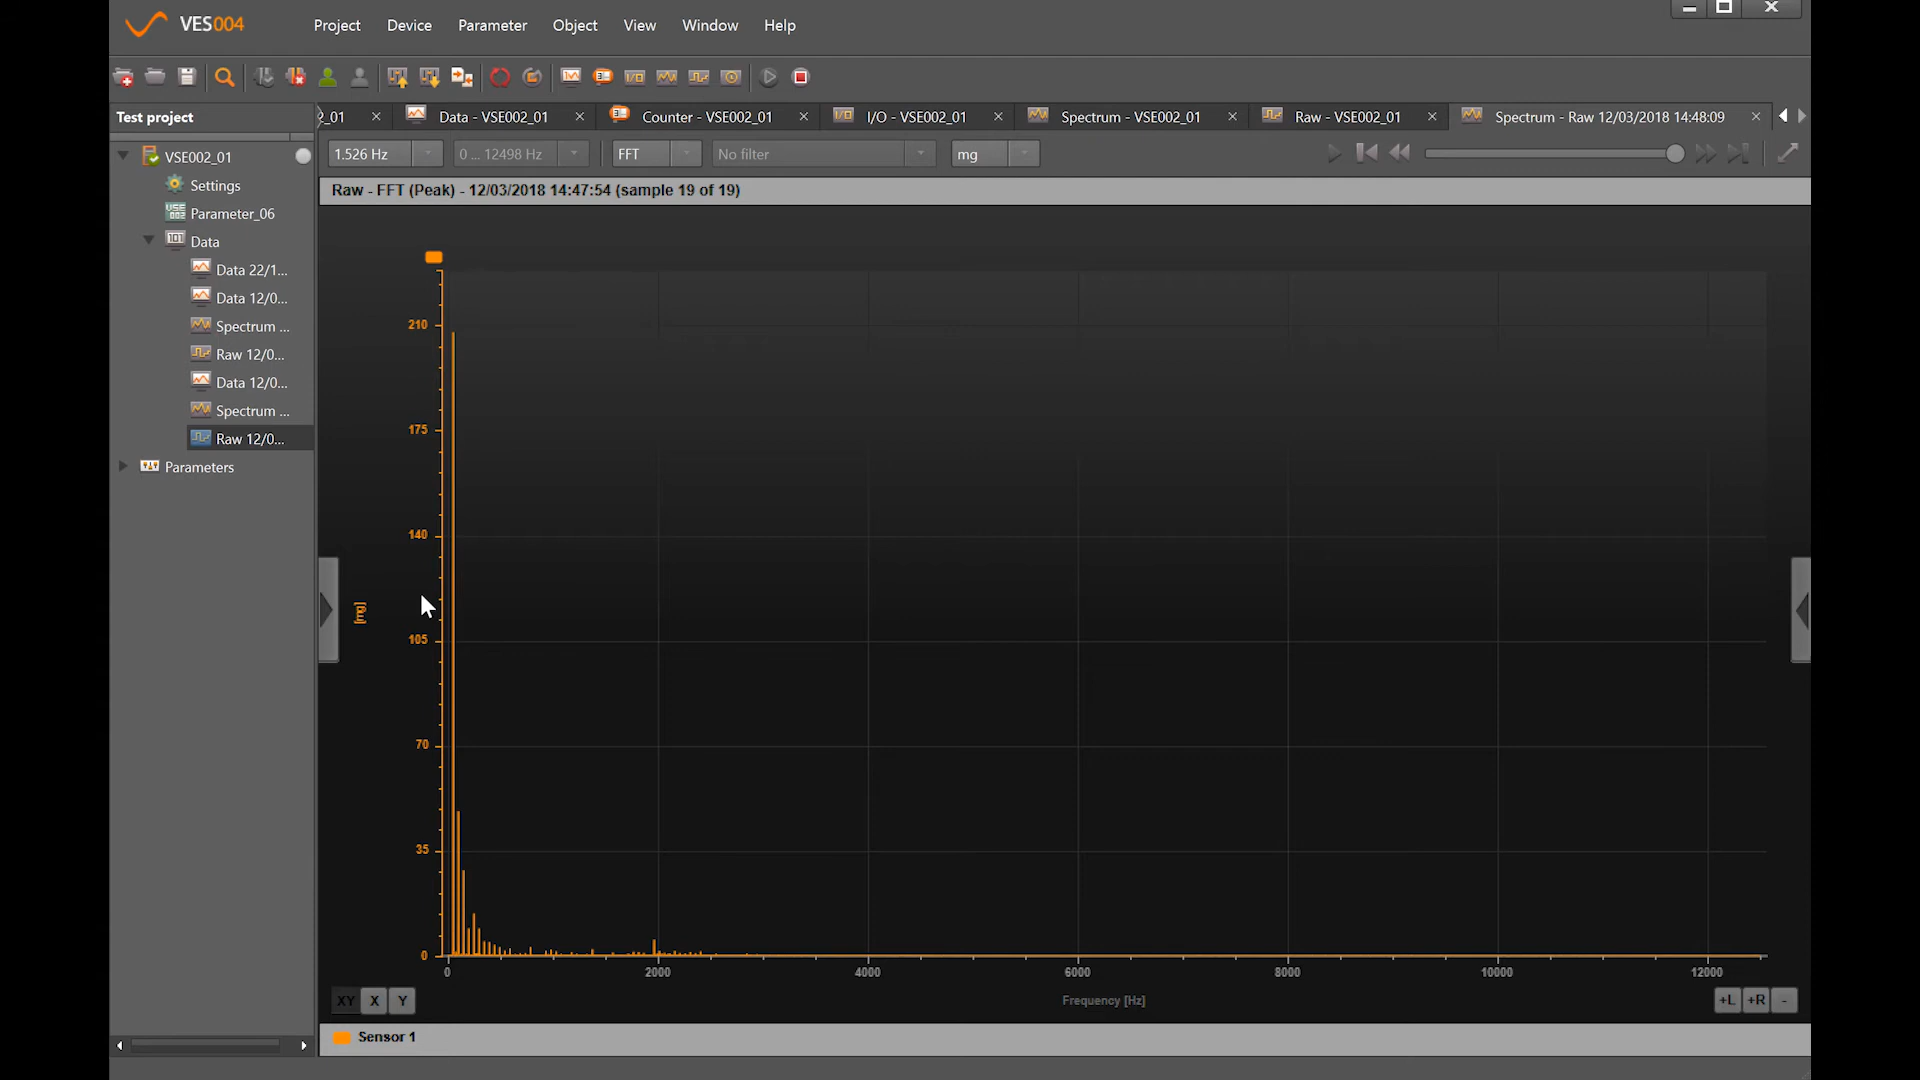 VES004
Project Device Parameter Object View Window Help
Test project
2_01 Data - VSE002_01 Counter - VSE002_01 I/O - VSE002_01 Spectrum - VSE002_01 Raw - VSE002_01 Spectrum - Raw 12/03/2018 14:48:09
1.526 Hz 0 ... 12498 Hz FFT No filter mg
VSE002_01
Settings
Parameter_06
Data
Data 22/1...
Data 12/0...
Spectrum ...
Raw 12/0...
Data 12/0...
Spectrum ...
Raw 12/0...
Parameters
Raw - FFT (Peak) - 12/03/2018 14:47:54 (sample 19 of 19)
210
175
140
105
70
35
0
[mg]
0 2000 4000 6000 8000 10000 12000
Frequency [Hz]
XY X Y
+L +R -
Sensor 1